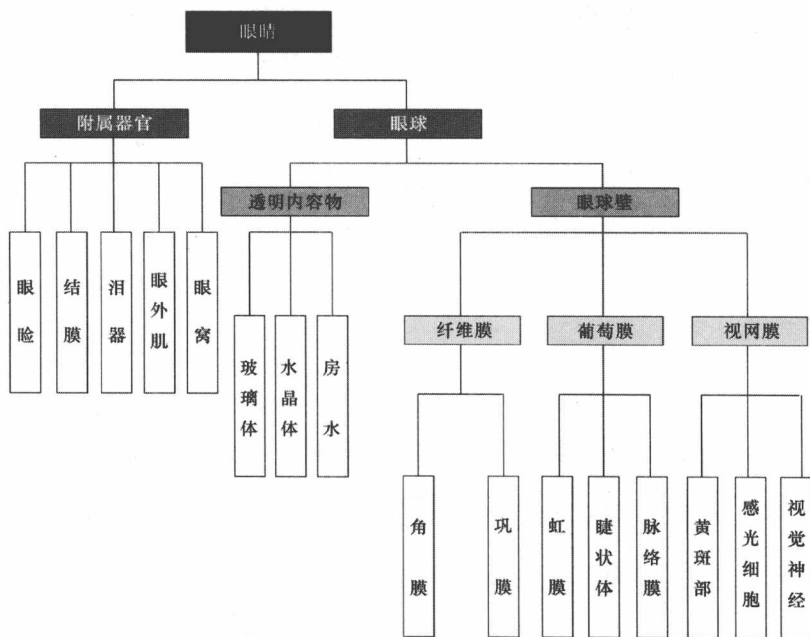 眼睛
附属器官
眼球
透明内容物
眼球壁
眼睑
结膜
泪器
眼外肌
眼窝
纤维膜
葡萄膜
视网膜
玻璃体
水晶体
房水
角膜
巩膜
虹膜
睫状体
脉络膜
黄斑部
感光细胞
视觉神经